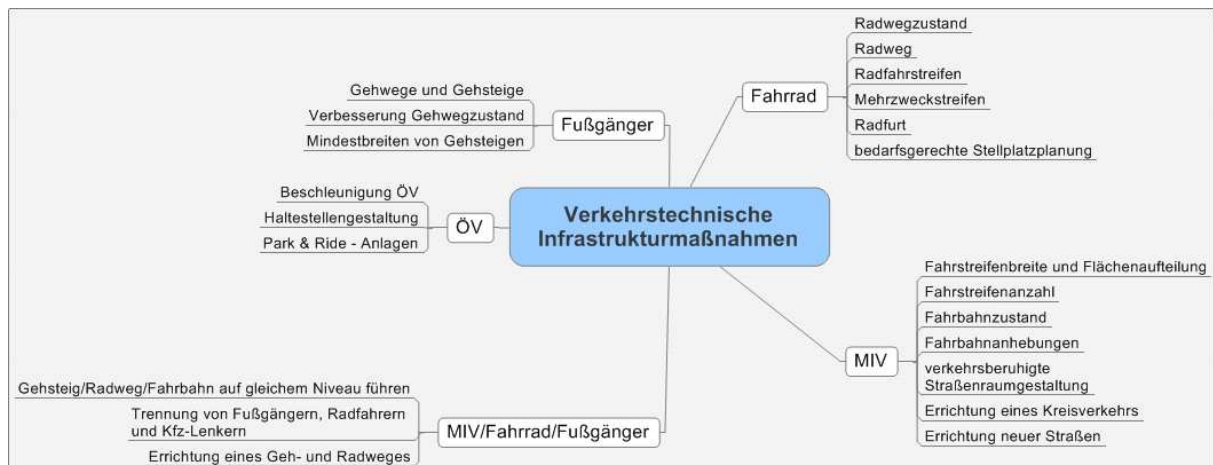 Verkehrstechnische
Infrastrukturmaßnahmen
Fußgänger
Gehwege und Gehsteige
Verbesserung Gehwegzustand
Mindestbreiten von Gehsteigen
ÖV
Beschleunigung ÖV
Haltestellengestaltung
Park & Ride - Anlagen
MIV/Fahrrad/Fußgänger
Gehsteig/Radweg/Fahrbahn auf gleichem Niveau führen
Trennung von Fußgängern, Radfahrern
und Kfz-Lenkern
Errichtung eines Geh- und Radweges
Fahrrad
Radwegzustand
Radweg
Radfahrstreifen
Mehrzweckstreifen
Radfurt
bedarfsgerechte Stellplatzplanung
MIV
Fahrstreifenbreite und Flächenaufteilung
Fahrstreifenanzahl
Fahrbahnzustand
Fahrbahnanhebungen
verkehrsberuhigte
Straßenraumgestaltung
Errichtung eines Kreisverkehrs
Errichtung neuer Straßen